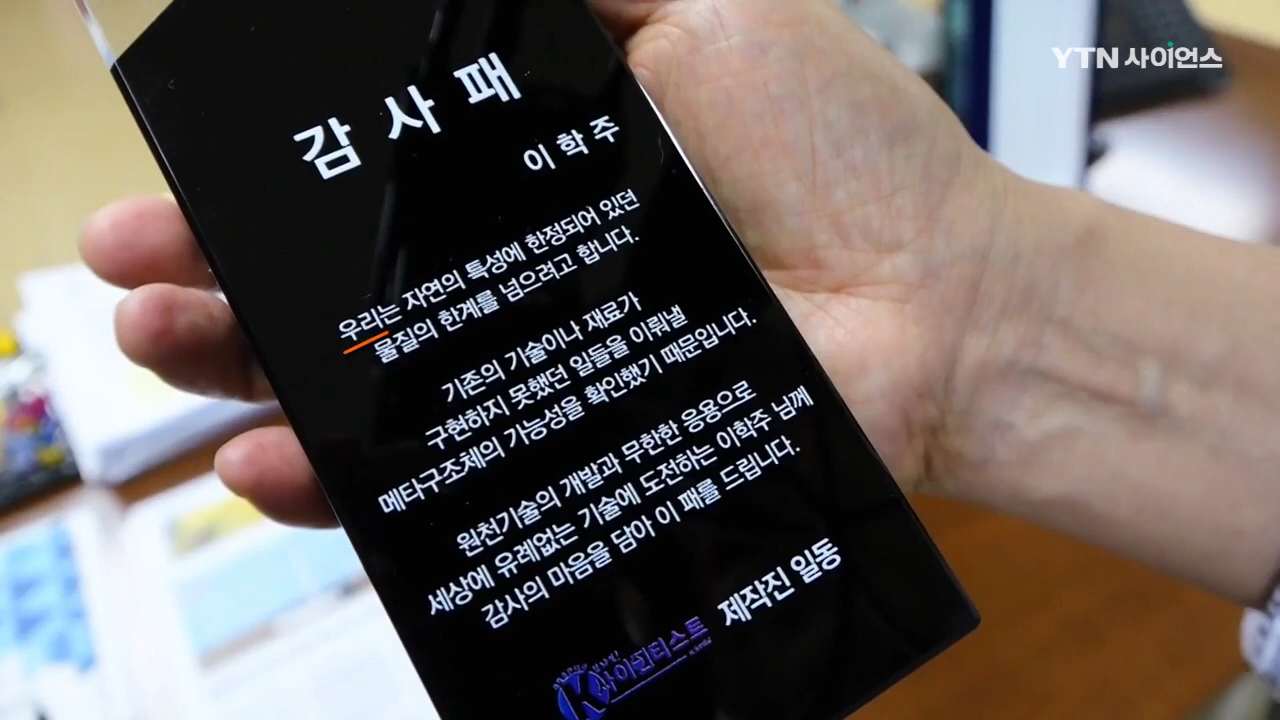 YTN 사이언스
감사패
이학주
우리는 자연의 특성에 한정되어 있던
물질의 한계를 넘으려고 합니다.
기존의 기술이나 재료가
구현하지 못했던 일들을 이뤄낼
메타구조체의 가능성을 확인했기 때문입니다.
원천기술의 개발과 무한한 응용으로
세상에 유례없는 기술에 도전하는 이학주 님께
감사의 마음을 담아 이 패를 드립니다.
제작진 일동
K사이언티스트